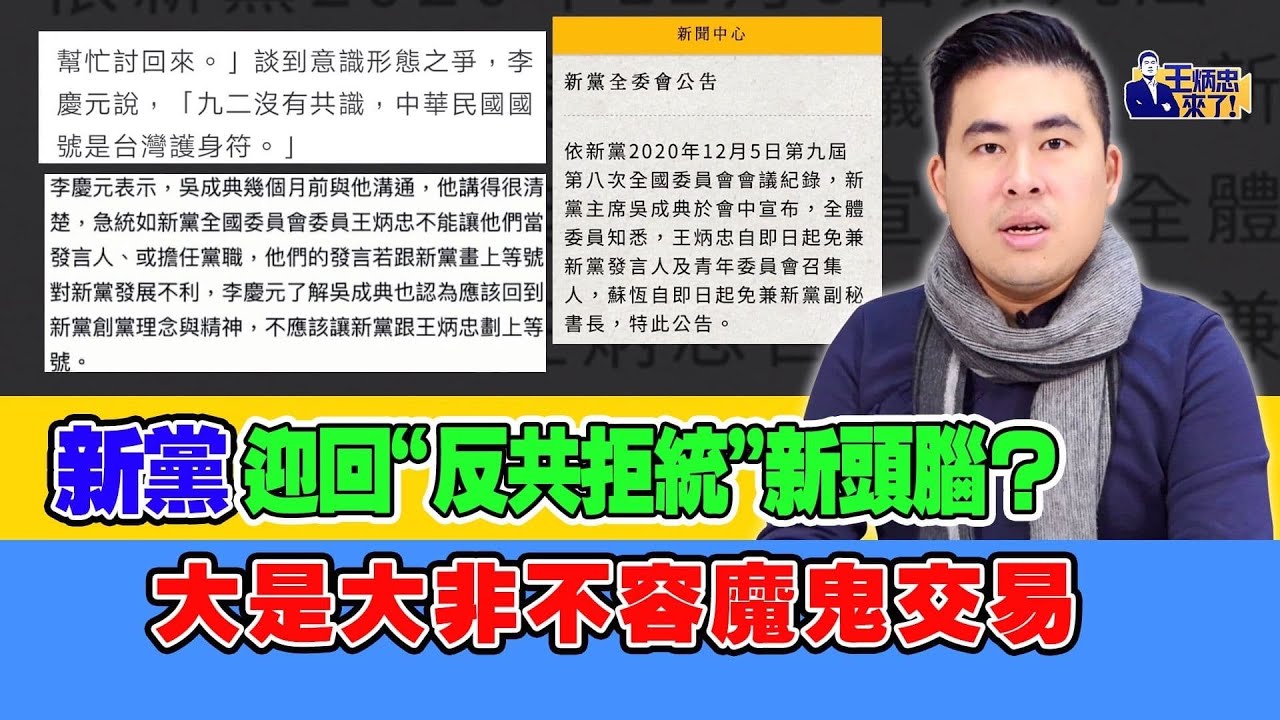 幫忙討回來。」談到意識形態之爭，李
慶元說，「九二沒有共識，中華民國國
號是台灣護身符。」
李慶元表示，吳成典幾個月前與他溝通，他講得很清
楚，急統如新黨全國委員會委員王炳忠不能讓他們當
發言人、或擔任黨職，他們的發言若跟新黨畫上等號
對新黨發展不利，李慶元了解吳成典也認為應該回到
新黨創黨理念與精神，不應該讓新黨跟王炳忠劃上等
號。
新聞中心
新黨全委會公告
依新黨2020年12月5日第九屆
第八次全國委員會會議紀錄，新
黨主席吳成典於會中宣布，全體
委員知悉，王炳忠自即日起免兼
新黨發言人及青年委員會召集
人，蘇恆自即日起免兼新黨副秘
書長，特此公告。
王炳忠
來了!
新黨迎回“反共拒統”新頭腦？
大是大非不容魔鬼交易